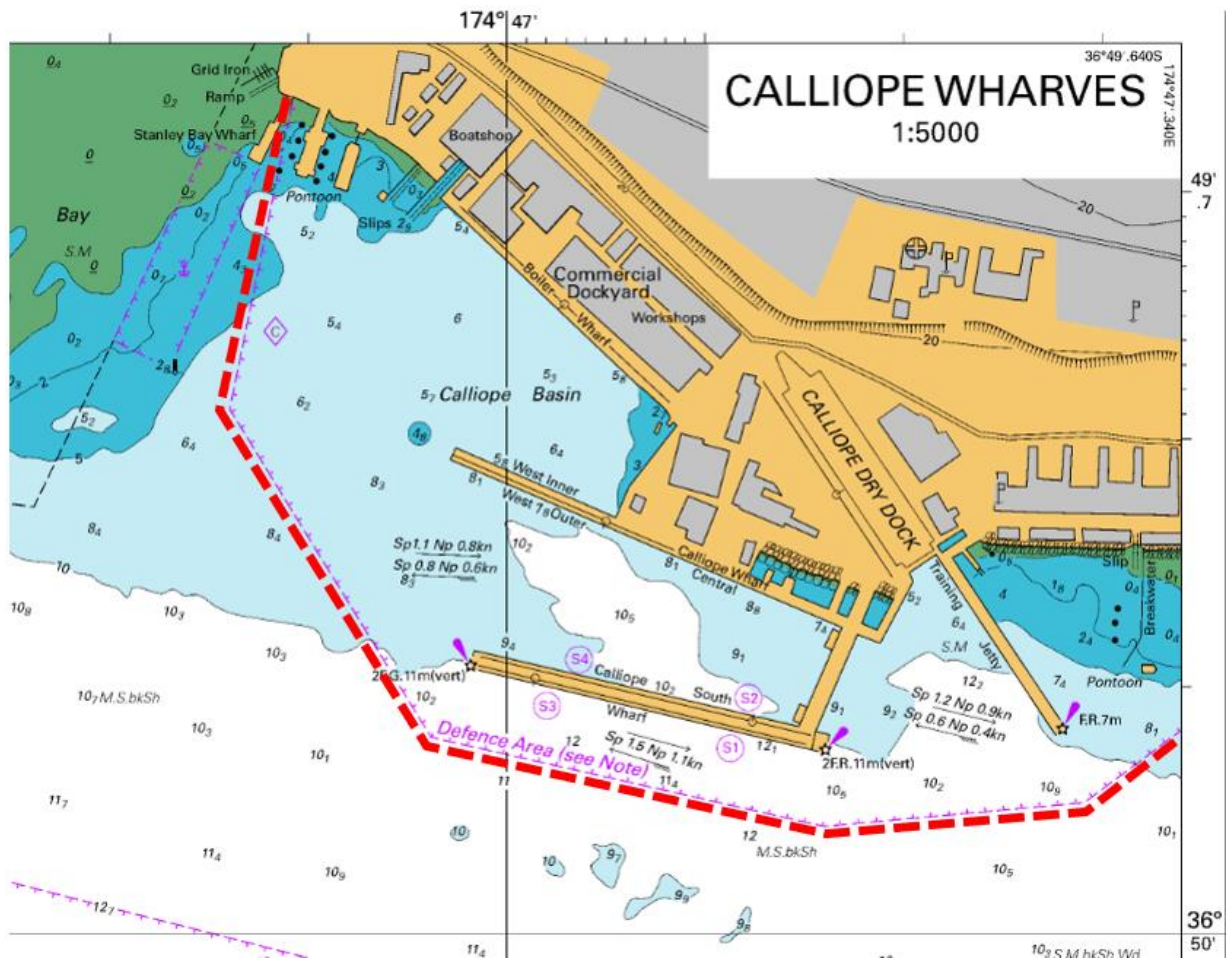 174° 47'
36°49'.640S
174°47'.340E
CALLIOPE WHARVES
1:5000
Grid Iron
Ramp
Stanley Bay Wharf
Boatshop
Pontoon
Slips
Bay
S.M
49'
.7
20
20
20
Commercial
Dockyard
Workshops
Boiler Wharf
C
Calliope Basin
CALLIOPE DRY DOCK
West Inner
West Outer
Calliope Wharf
Central
Training Jetty
Slip
Breakwater
Pontoon
S.M
Sp1.1 Np 0.8kn
Sp 0.8 Np 0.6kn
Sp 1.2 Np 0.9kn
Sp 0.6 Np 0.4kn
F.R.7m
2F.G.11m(vert)
S4
Calliope South
S2
S3
Wharf
S1
Sp 1.5 Np 1.1kn
2F.R.11m(vert)
M.S.bkSh
Defence Area (see Note)
M.S.bkSh
36°
50'
S.M.bkSh.Wd